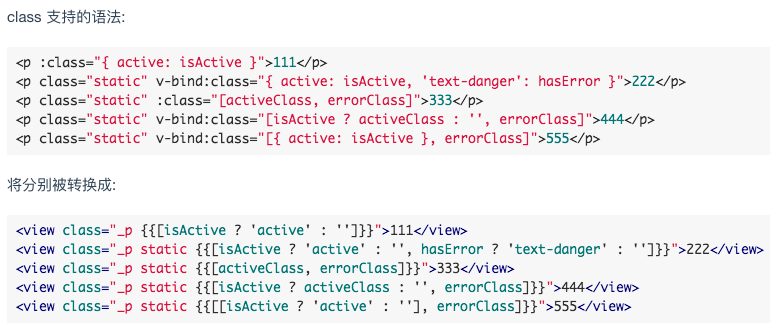 class 支持的语法:
<p :class="{ active: isActive }">111</p>
<p class="static" v-bind:class="{ active: isActive, 'text-danger': hasError }">222</p>
<p class="static" :class="[activeClass, errorClass]">333</p>
<p class="static" v-bind:class="[isActive ? activeClass : '', errorClass]">444</p>
<p class="static" v-bind:class="[{ active: isActive }, errorClass]">555</p>
将分别被转换成:
<view class="_p {{[isActive ? 'active' : '']}}">111</view>
<view class="_p static {{[isActive ? 'active' : '', hasError ? 'text-danger' : '']}}">222</view>
<view class="_p static {{[activeClass, errorClass]}}">333</view>
<view class="_p static {{[isActive ? activeClass : '', errorClass]}}">444</view>
<view class="_p static {{[[isActive ? 'active' : ''], errorClass]}}">555</view>